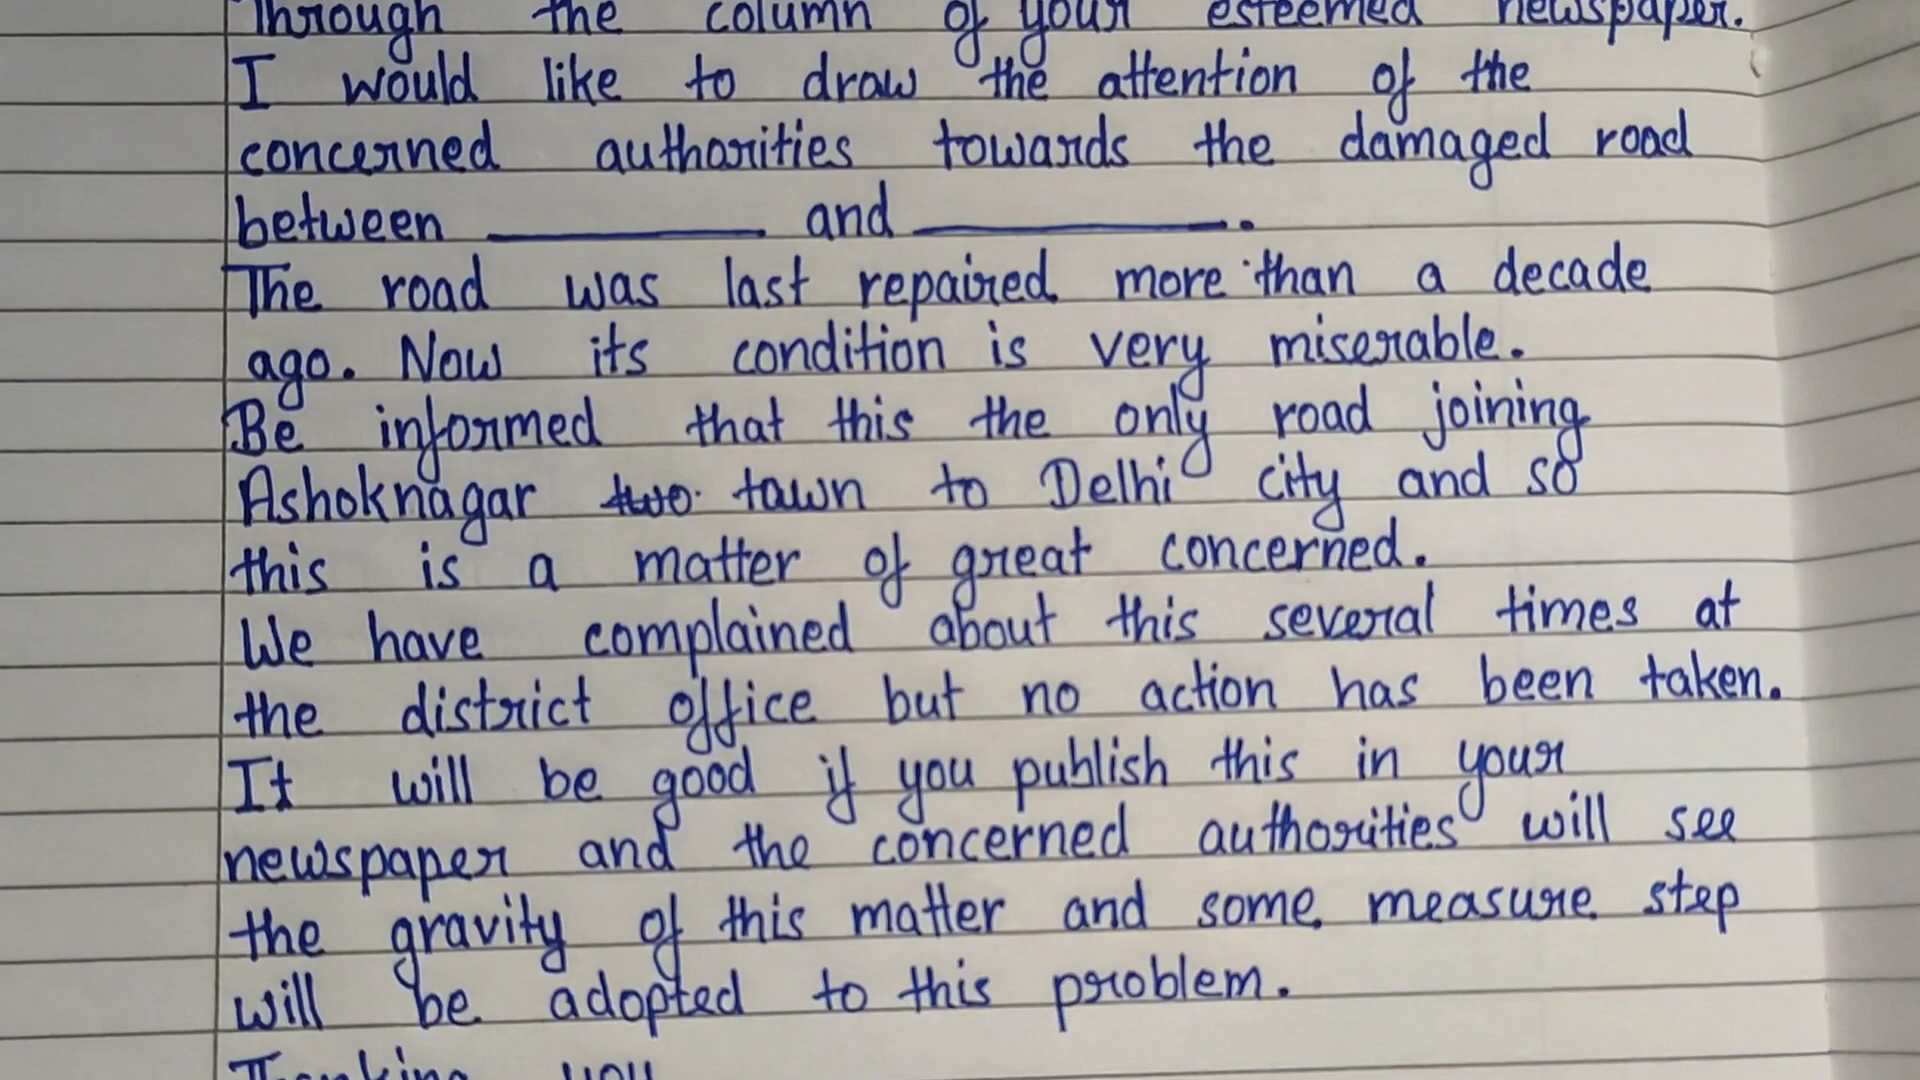 Through the column of your esteemed newspaper.
I would like to draw the attention of the
concerned authorities towards the damaged road
between ________ and ________.
The road was last repaired more than a decade
ago. Now its condition is very miserable.
Be informed that this the only road joining
Ashoknagar two tawn to Delhi city and so
this is a matter of great concerned.
We have complained about this several times at
the district office but no action has been taken.
It will be good if you publish this in your
newspaper and the concerned authorities will see
the gravity of this matter and some measure step
will be adopted to this problem.
Thanking you